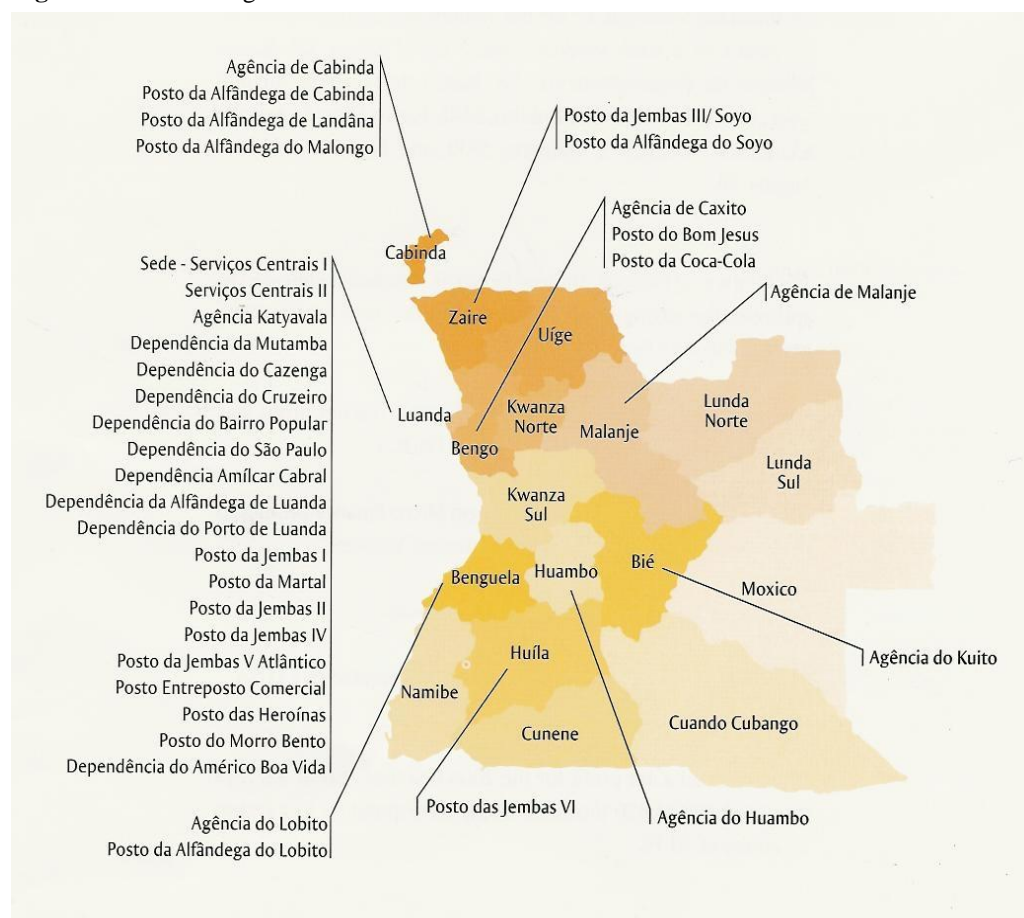 Agência de Cabinda
Posto da Alfândega de Cabinda
Posto da Alfândega de Landâna
Posto da Alfândega do Malongo
Posto da Jembas III/ Soyo
Posto da Alfândega do Soyo
Agência de Caxito
Posto do Bom Jesus
Posto da Coca-Cola
Agência de Malanje
Sede - Serviços Centrais I
Serviços Centrais II
Agência Katyavala
Dependência da Mutamba
Dependência do Cazenga
Dependência do Cruzeiro
Dependência do Bairro Popular
Dependência do São Paulo
Dependência Amílcar Cabral
Dependência da Alfândega de Luanda
Dependência do Porto de Luanda
Posto da Jembas I
Posto da Martal
Posto da Jembas II
Posto da Jembas IV
Posto da Jembas V Atlântico
Posto Entreposto Comercial
Posto das Heroínas
Posto do Morro Bento
Dependência do Américo Boa Vida
Agência do Lobito
Posto da Alfândega do Lobito
Cabinda
Zaire
Uíge
Luanda
Bengo
Kwanza
Norte
Malanje
Lunda
Norte
Lunda
Sul
Kwanza
Sul
Benguela
Huambo
Bié
Moxico
Huíla
Namibe
Cunene
Cuando Cubango
Agência do Kuito
Posto das Jembas VI
Agência do Huambo